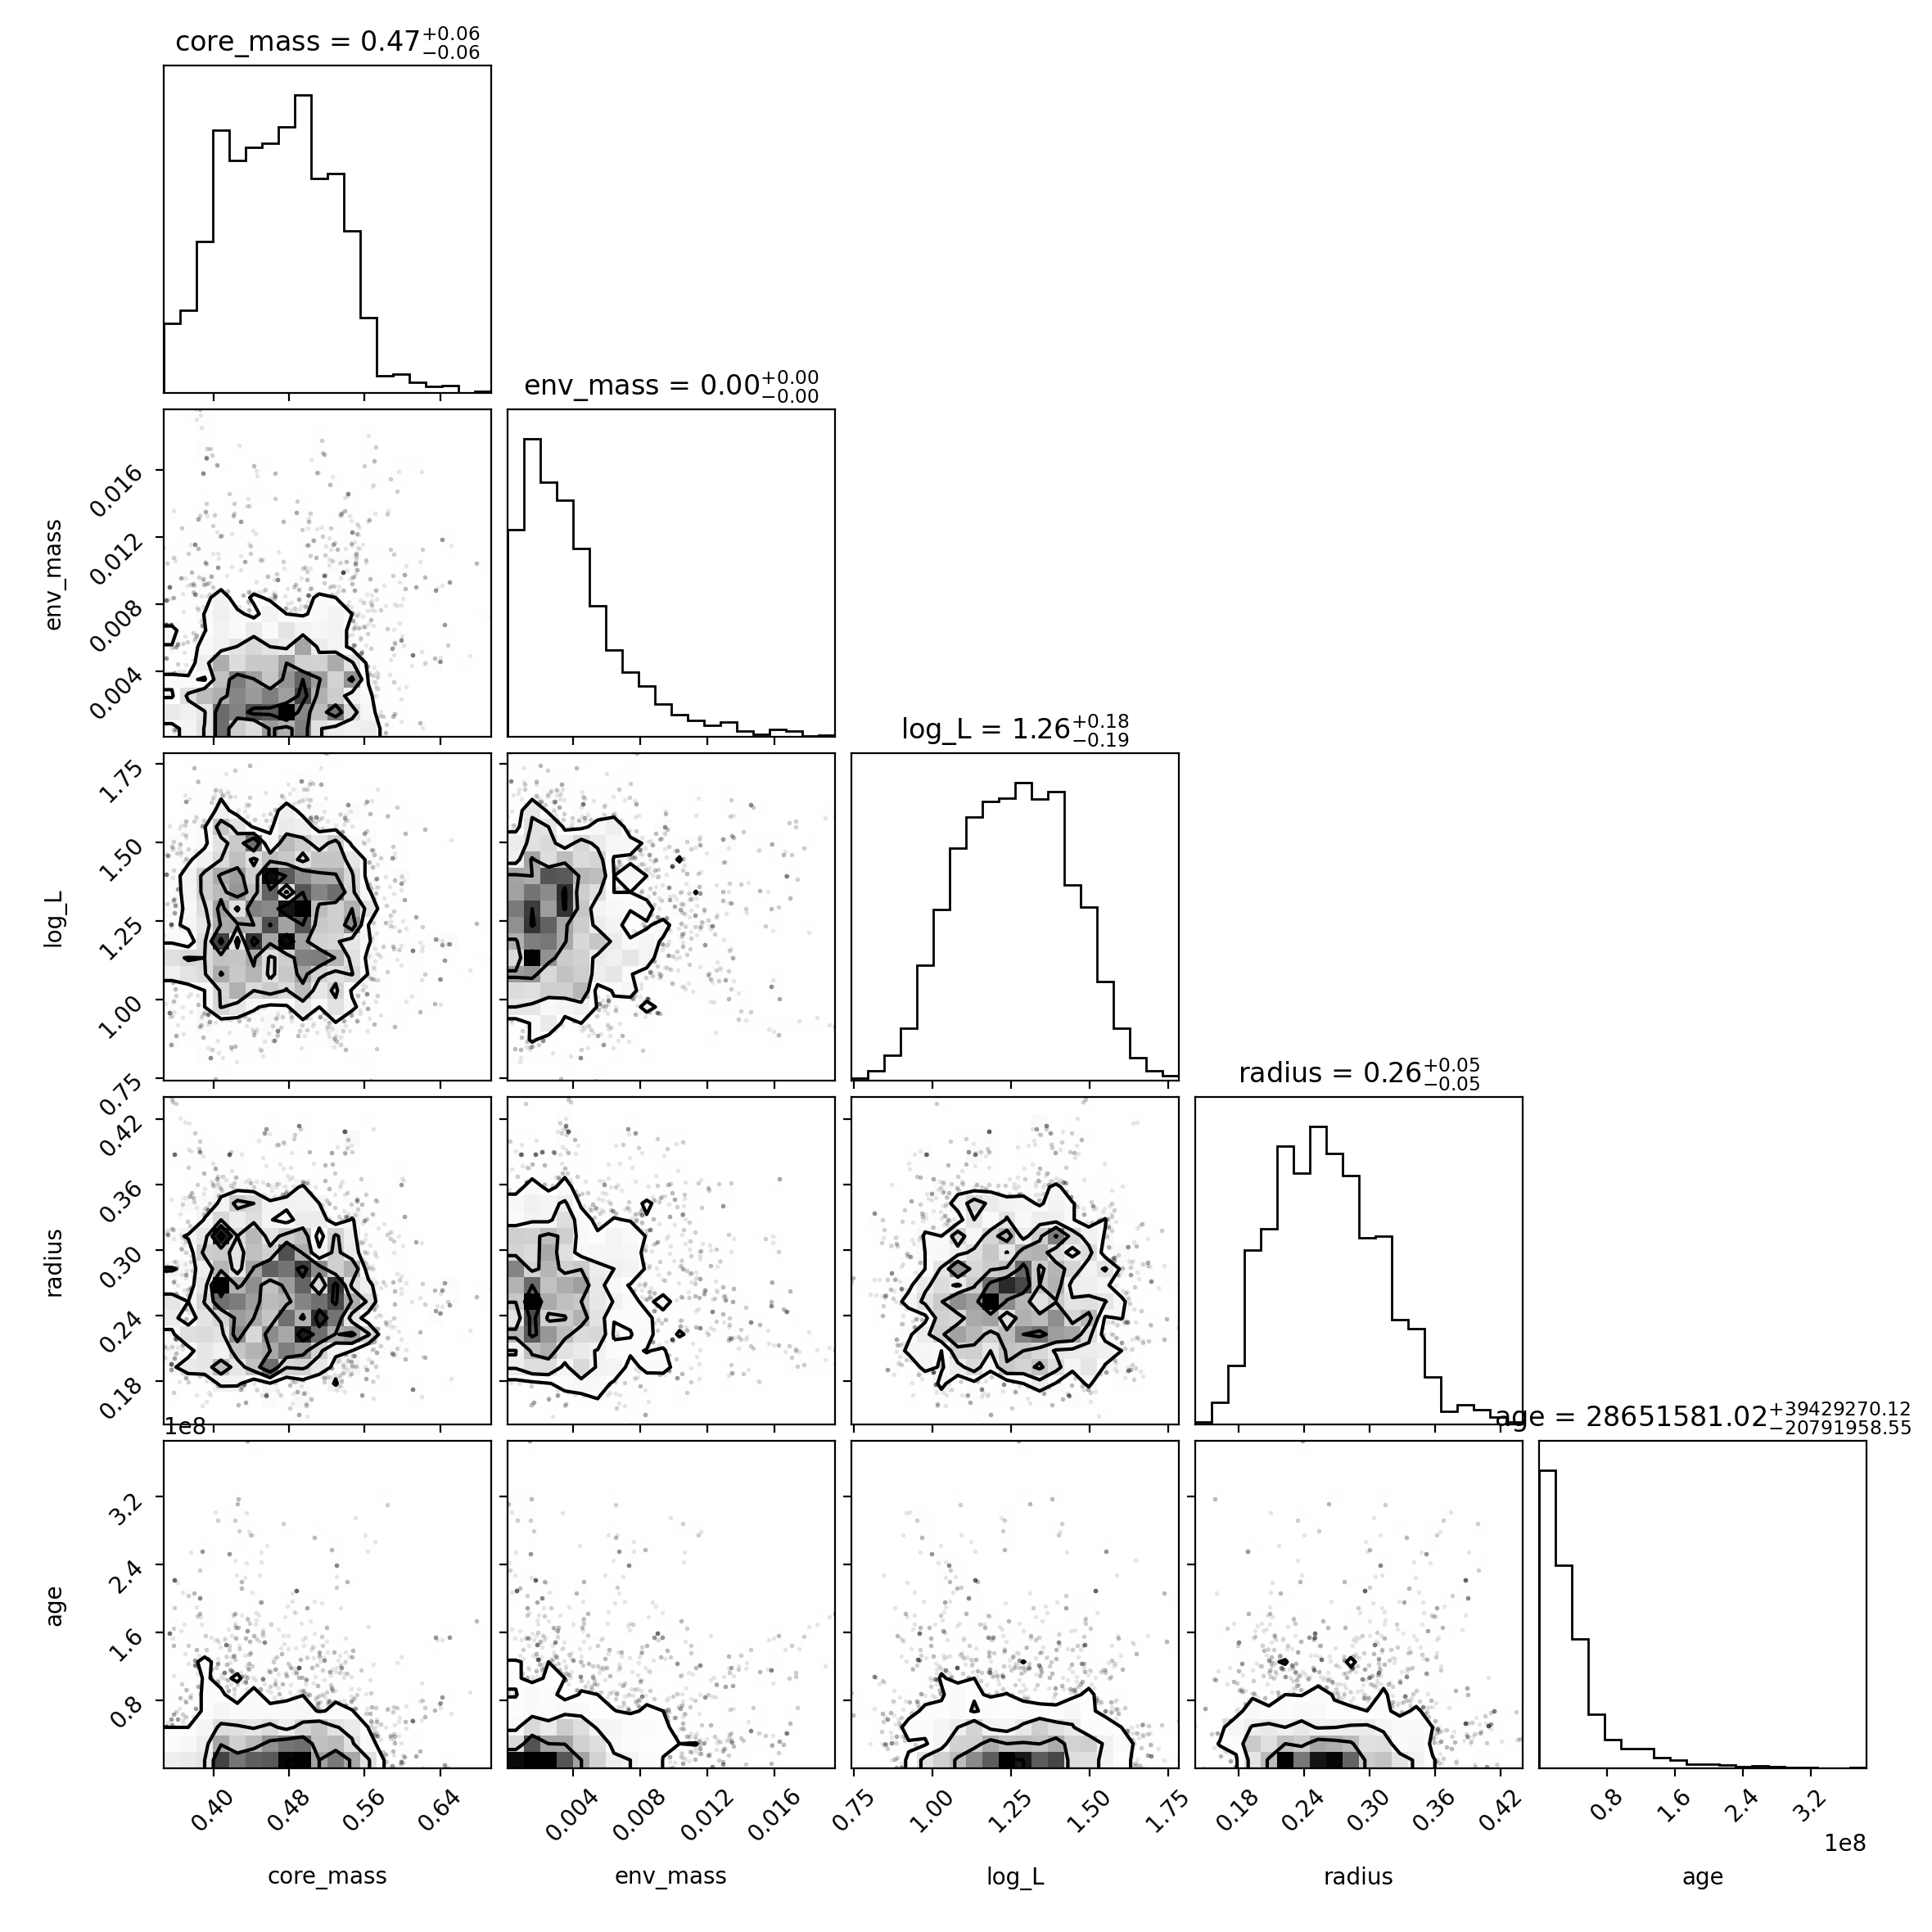 core_mass = 0.47+0.06−0.06
env_mass = 0.00+0.00−0.00
0.016
0.012
0.008
0.004
env_mass
log_L = 1.26+0.18−0.19
1.75
1.50
1.25
1.00
0.75
log_L
radius = 0.26+0.05−0.05
0.42
0.36
0.30
0.24
0.18
radius
1e8
age = 28651581.02+39429270.12−20791958.55
3.2
2.4
1.6
0.8
age
0.40 0.48 0.56 0.64
0.004 0.008 0.012 0.016
0.75 1.00 1.25 1.50 1.75
0.18 0.24 0.30 0.36 0.42
0.8 1.6 2.4 3.2
1e8
core_mass env_mass log_L radius age